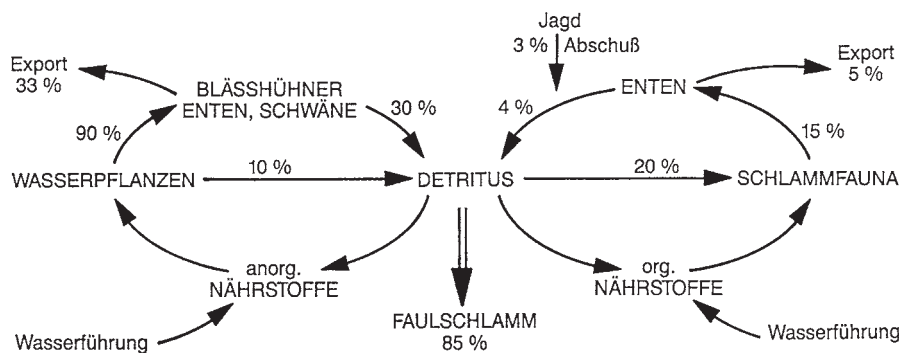 Jagd
3 % Abschuß
Export
33 %
BLÄSSHÜHNER
ENTEN, SCHWÄNE
90 %
30 %
4 %
ENTEN
Export
5 %
15 %
WASSERPFLANZEN
10 %
DETRITUS
20 %
SCHLAMMFAUNA
anorg.
NÄHRSTOFFE
org.
NÄHRSTOFFE
Wasserführung
FAULSCHLAMM
85 %
Wasserführung